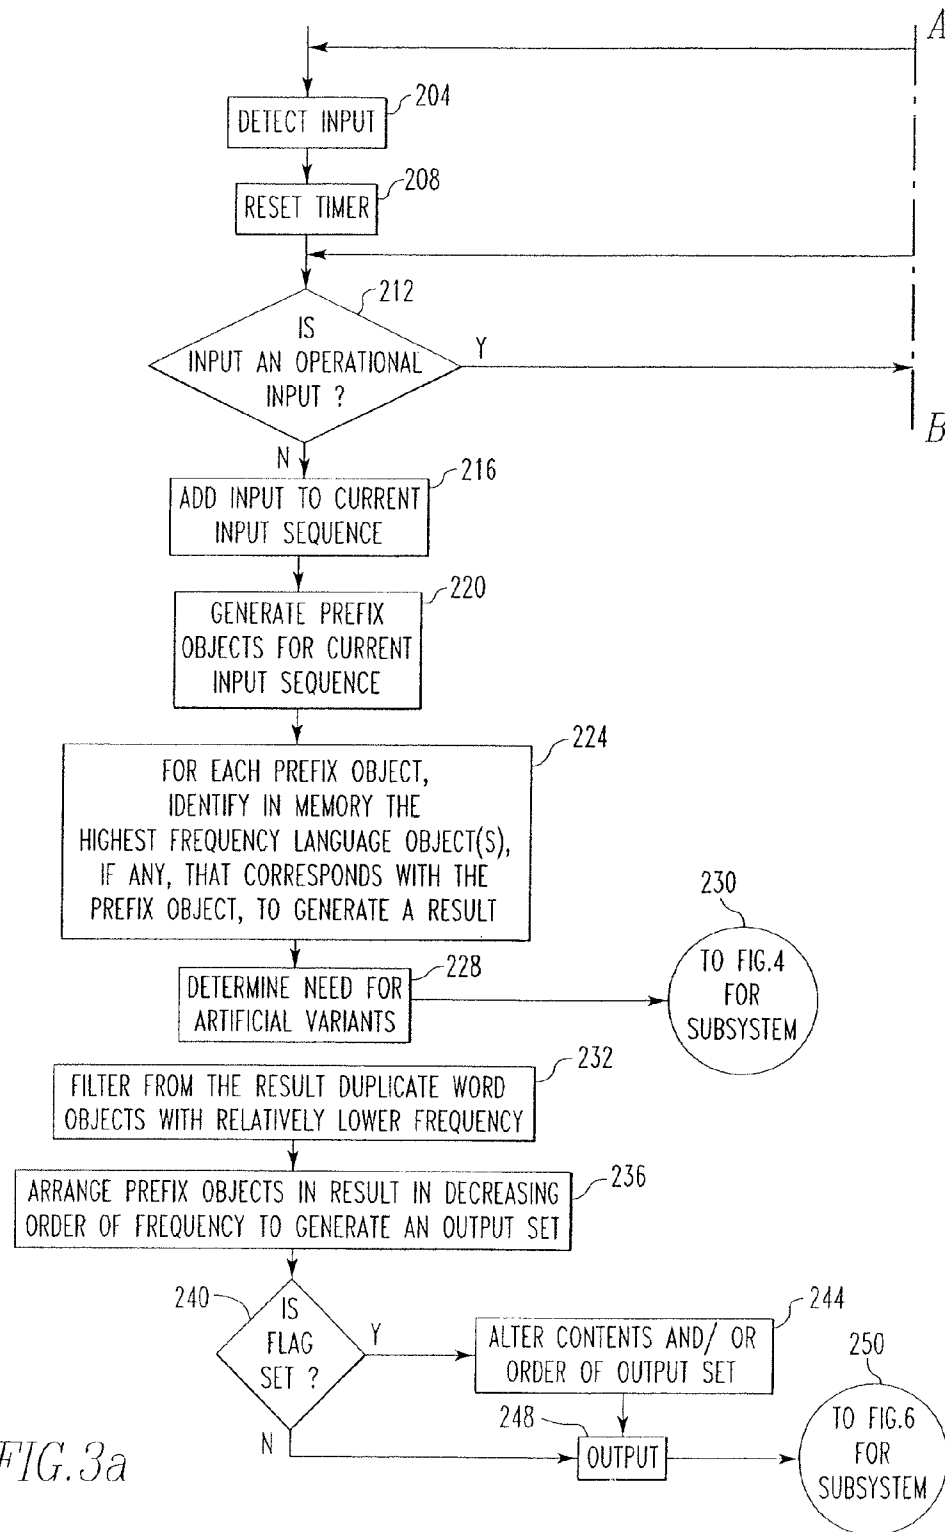 A
204
DETECT INPUT
208
RESET TIMER
212
IS
INPUT AN OPERATIONAL
INPUT ?
Y
B
N
216
ADD INPUT TO CURRENT
INPUT SEQUENCE
220
GENERATE PREFIX
OBJECTS FOR CURRENT
INPUT SEQUENCE
224
FOR EACH PREFIX OBJECT,
IDENTIFY IN MEMORY THE
HIGHEST FREQUENCY LANGUAGE OBJECT(S),
IF ANY, THAT CORRESPONDS WITH THE
PREFIX OBJECT, TO GENERATE A RESULT
230
TO FIG.4
FOR
SUBSYSTEM
228
DETERMINE NEED FOR
ARTIFICIAL VARIANTS
232
FILTER FROM THE RESULT DUPLICATE WORD
OBJECTS WITH RELATIVELY LOWER FREQUENCY
236
ARRANGE PREFIX OBJECTS IN RESULT IN DECREASING
ORDER OF FREQUENCY TO GENERATE AN OUTPUT SET
240
IS
FLAG
SET ?
Y
244
ALTER CONTENTS AND/ OR
ORDER OF OUTPUT SET
250
TO FIG.6
FOR
SUBSYSTEM
248
OUTPUT
N
FIG.3a